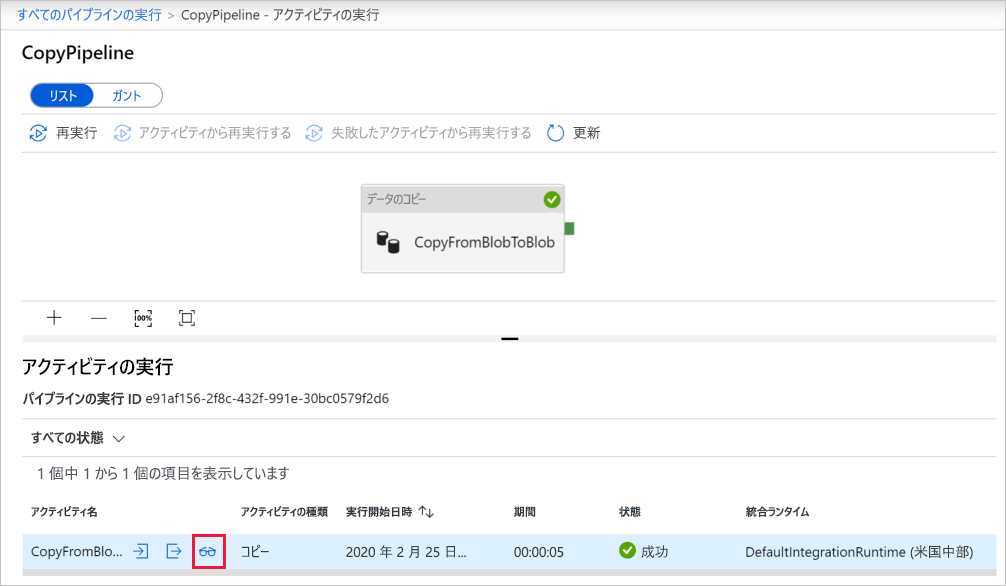 すべてのパイプラインの実行 > CopyPipeline - アクティビティの実行
CopyPipeline
リスト ガント
再実行 アクティビティから再実行する 失敗したアクティビティから再実行する 更新
データのコピー
CopyFromBlobToBlob
100%
アクティビティの実行
パイプラインの実行 ID e91af156-2f8c-432f-991e-30bc0579f2d6
すべての状態
1 個中 1 から 1 個の項目を表示しています
アクティビティ名 アクティビティの種類 実行開始日時 期間 状態 統合ランタイム
CopyFromBlo... コピー 2020 年 2 月 25 日... 00:00:05 成功 DefaultIntegrationRuntime (米国中部)